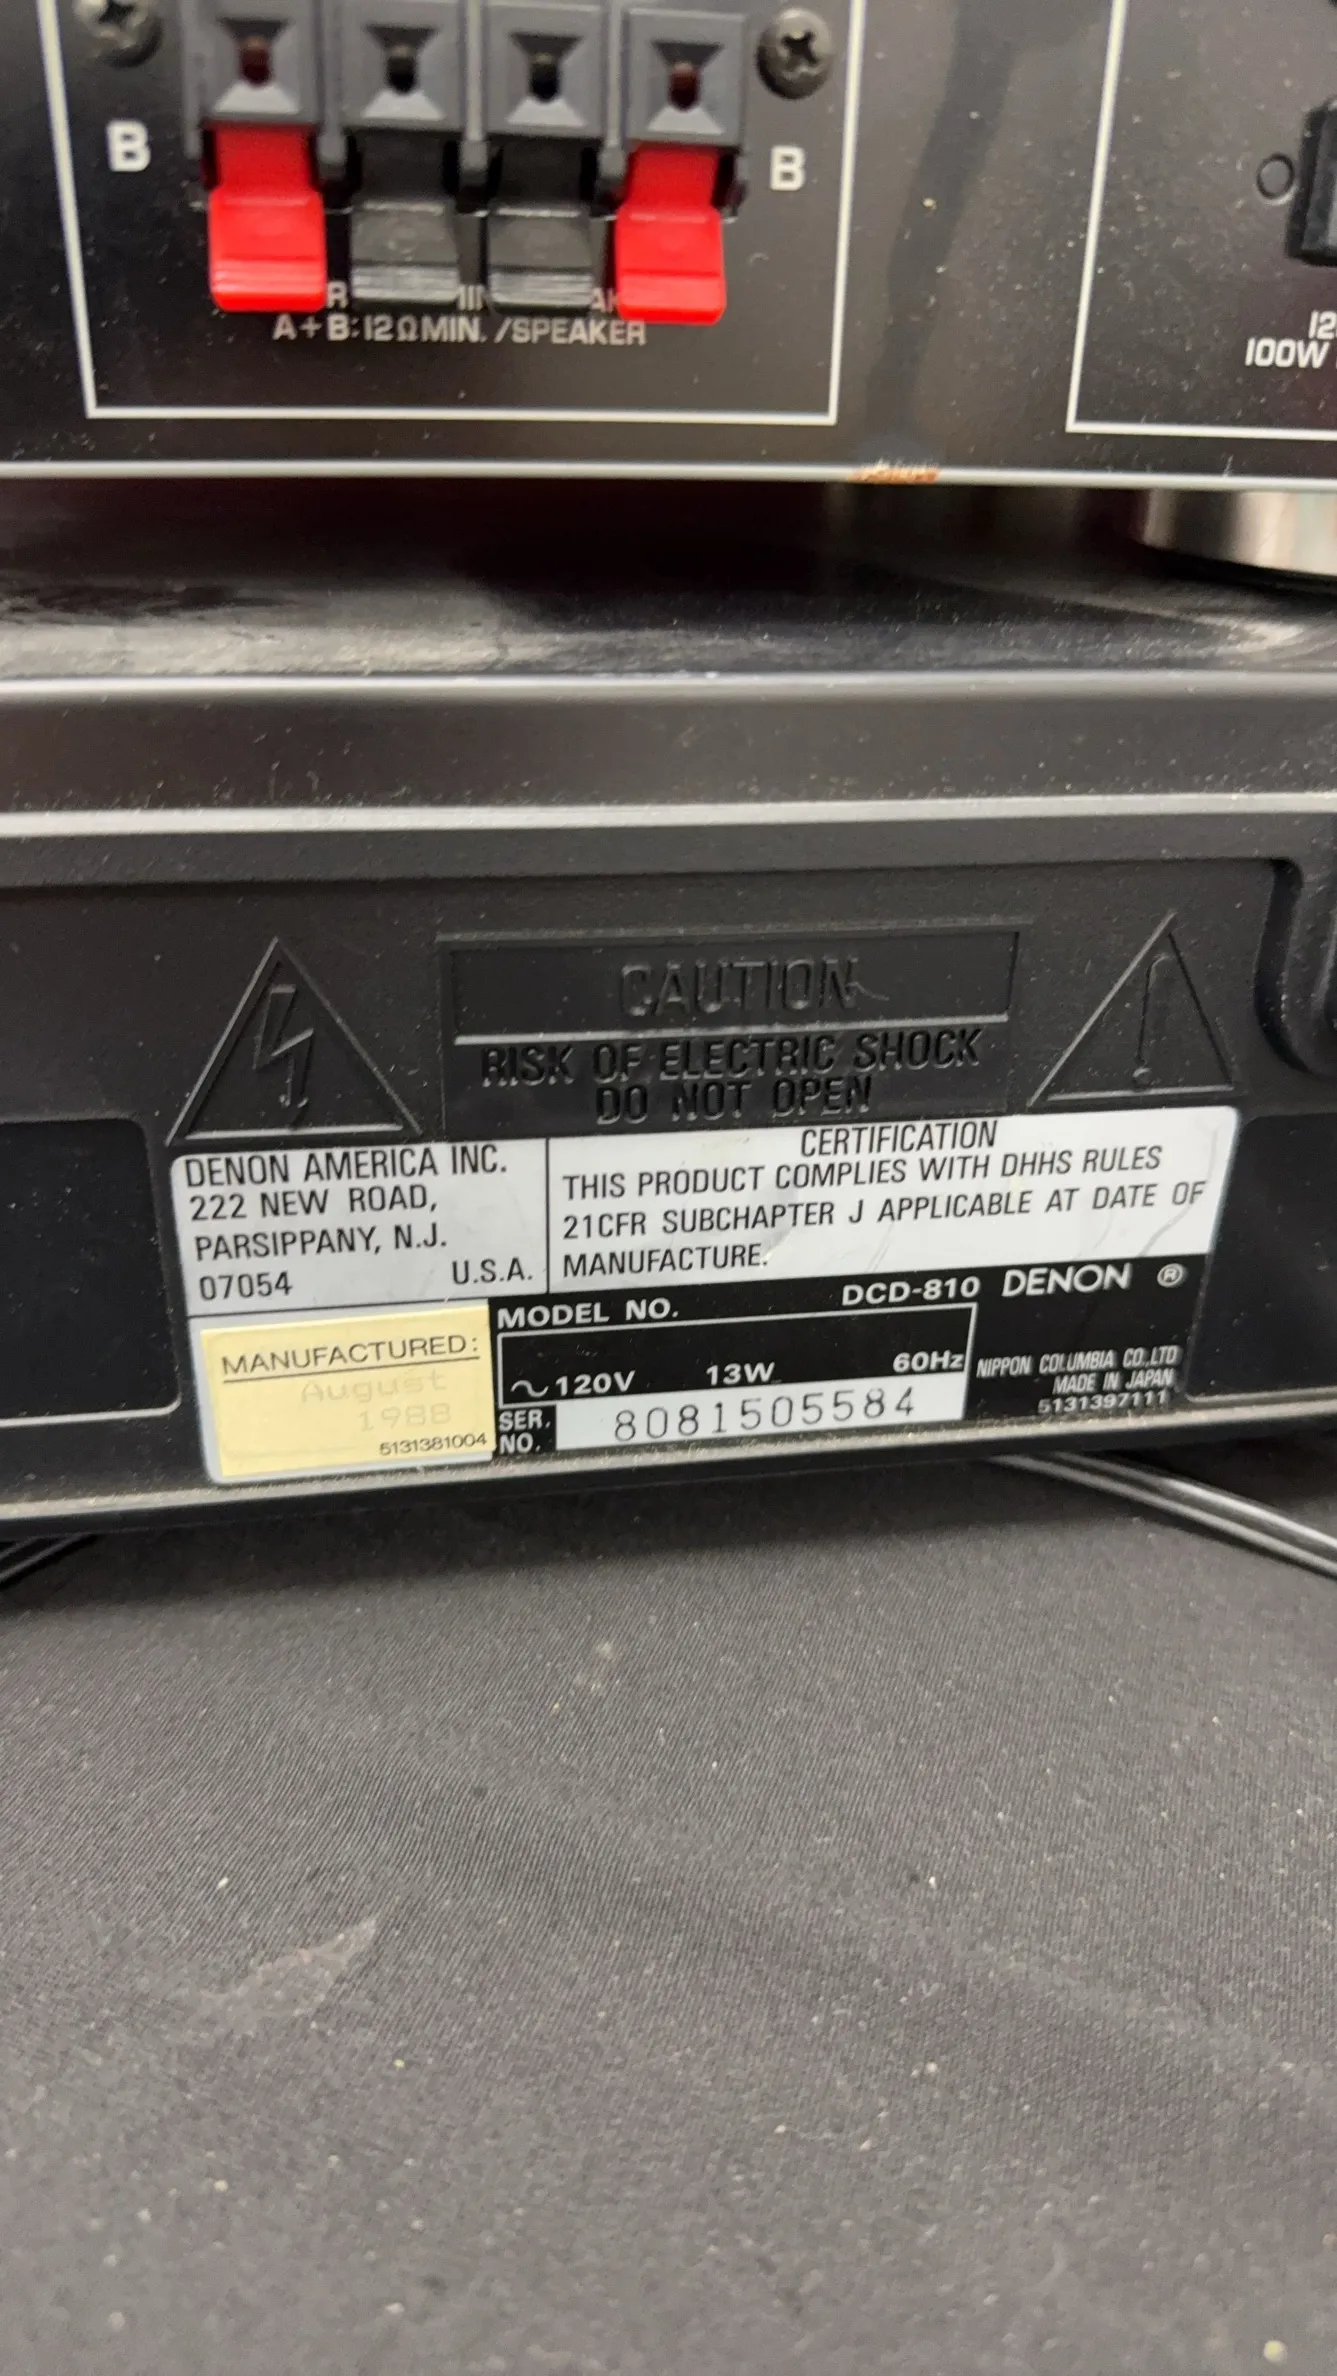 B
B
A+B:12ΩMIN./SPEAKER
100W
CAUTION
RISK OF ELECTRIC SHOCK
DO NOT OPEN
DENON AMERICA INC.
222 NEW ROAD,
PARSIPPANY, N.J.
07054 U.S.A.
CERTIFICATION
THIS PRODUCT COMPLIES WITH DHHS RULES
21CFR SUBCHAPTER J APPLICABLE AT DATE OF
MANUFACTURE.
MANUFACTURED:
August
1988
5131381004
MODEL NO. DCD-810 DENON ®
~120V 13W 60Hz
SER. NO. 8081505584
NIPPON COLUMBIA CO.,LTD
MADE IN JAPAN
5131397111